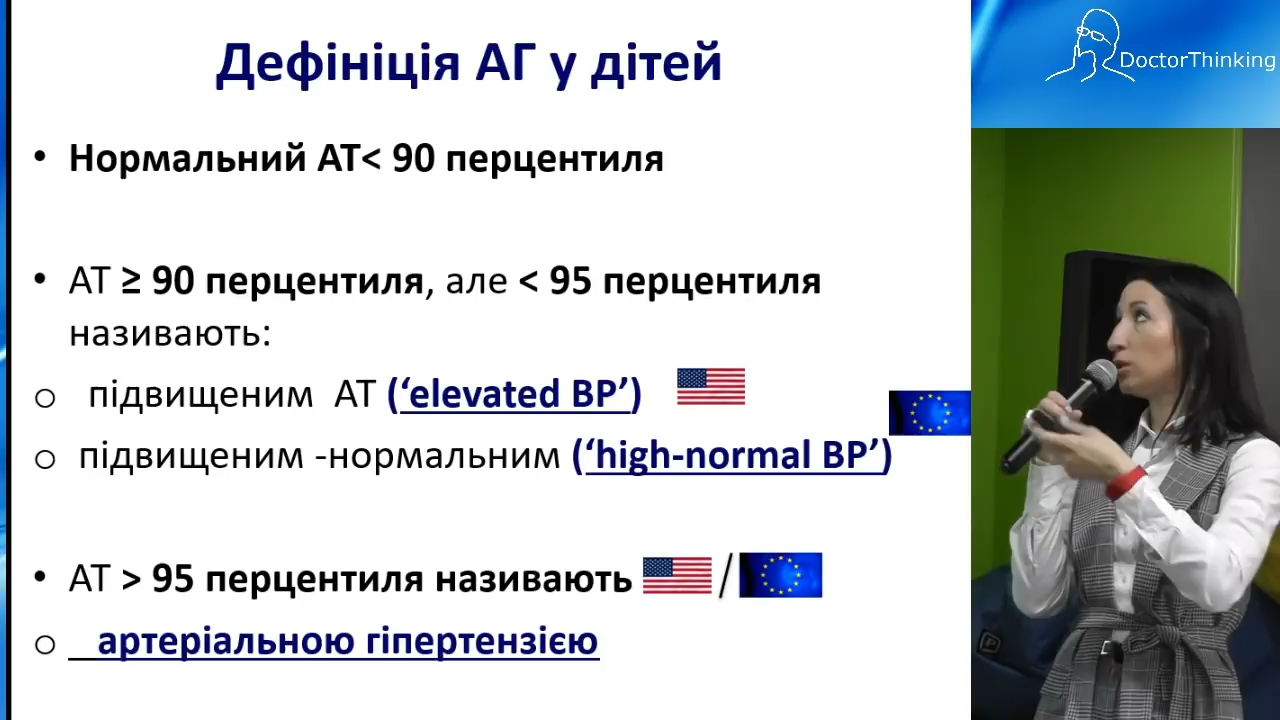 Дефініція АГ у дітей
• Нормальний АТ< 90 перцентиля
• АТ ≥ 90 перцентиля, але < 95 перцентиля
називають:
o підвищеним АТ (‘elevated BP’)
o підвищеним -нормальним (‘high-normal BP’)
• АТ > 95 перцентиля називають /
o артеріальною гіпертензією
DoctorThinking